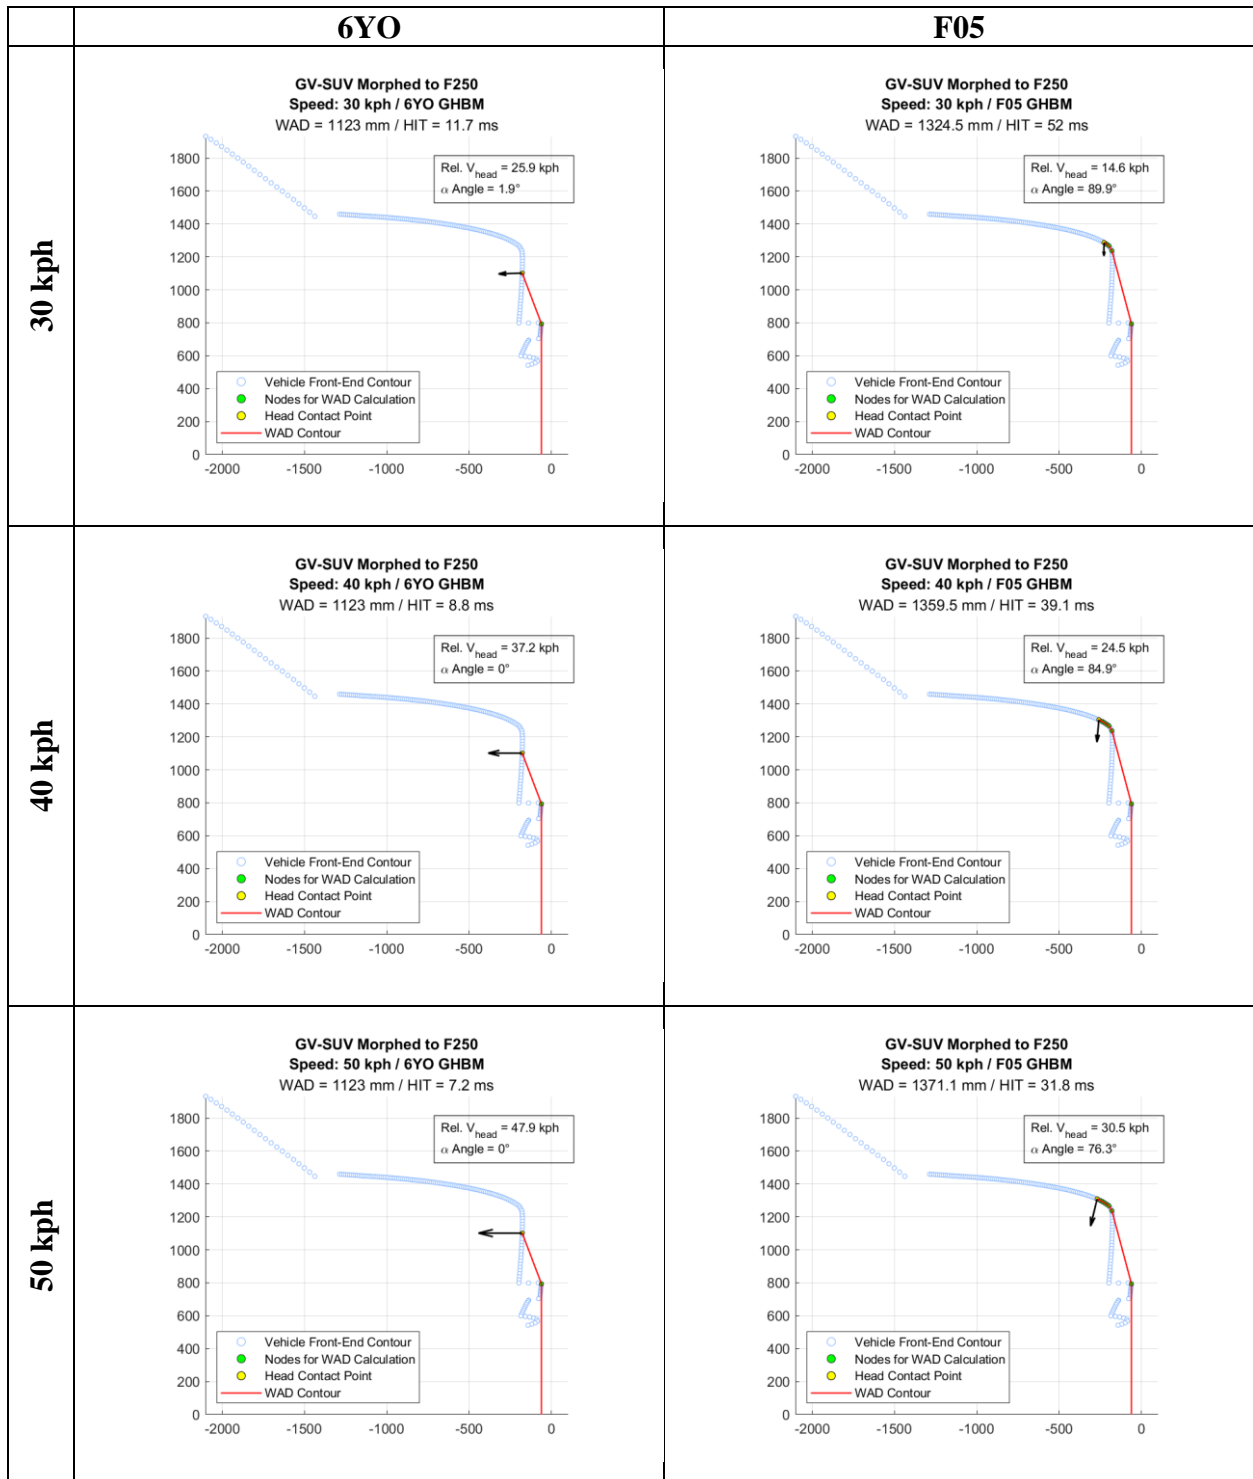 6YO
F05
30 kph
GV-SUV Morphed to F250
Speed: 30 kph / 6YO GHBM
WAD = 1123 mm / HIT = 11.7 ms
Rel. V_head = 25.9 kph
α Angle = 1.9°
1800
1600
1400
1200
1000
800
600
400
200
0
Vehicle Front-End Contour
Nodes for WAD Calculation
Head Contact Point
WAD Contour
-2000 -1500 -1000 -500 0
GV-SUV Morphed to F250
Speed: 30 kph / F05 GHBM
WAD = 1324.5 mm / HIT = 52 ms
Rel. V_head = 14.6 kph
α Angle = 89.9°
1800
1600
1400
1200
1000
800
600
400
200
0
Vehicle Front-End Contour
Nodes for WAD Calculation
Head Contact Point
WAD Contour
-2000 -1500 -1000 -500 0
40 kph
GV-SUV Morphed to F250
Speed: 40 kph / 6YO GHBM
WAD = 1123 mm / HIT = 8.8 ms
Rel. V_head = 37.2 kph
α Angle = 0°
1800
1600
1400
1200
1000
800
600
400
200
0
Vehicle Front-End Contour
Nodes for WAD Calculation
Head Contact Point
WAD Contour
-2000 -1500 -1000 -500 0
GV-SUV Morphed to F250
Speed: 40 kph / F05 GHBM
WAD = 1359.5 mm / HIT = 39.1 ms
Rel. V_head = 24.5 kph
α Angle = 84.9°
1800
1600
1400
1200
1000
800
600
400
200
0
Vehicle Front-End Contour
Nodes for WAD Calculation
Head Contact Point
WAD Contour
-2000 -1500 -1000 -500 0
50 kph
GV-SUV Morphed to F250
Speed: 50 kph / 6YO GHBM
WAD = 1123 mm / HIT = 7.2 ms
Rel. V_head = 47.9 kph
α Angle = 0°
1800
1600
1400
1200
1000
800
600
400
200
0
Vehicle Front-End Contour
Nodes for WAD Calculation
Head Contact Point
WAD Contour
-2000 -1500 -1000 -500 0
GV-SUV Morphed to F250
Speed: 50 kph / F05 GHBM
WAD = 1371.1 mm / HIT = 31.8 ms
Rel. V_head = 30.5 kph
α Angle = 76.3°
1800
1600
1400
1200
1000
800
600
400
200
0
Vehicle Front-End Contour
Nodes for WAD Calculation
Head Contact Point
WAD Contour
-2000 -1500 -1000 -500 0